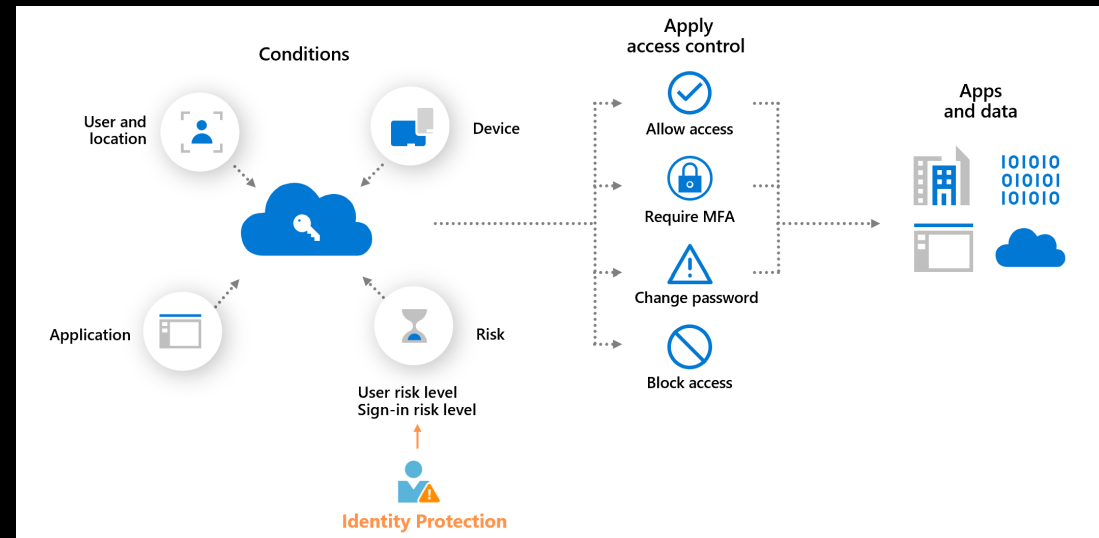 Conditions
User and
location
Device
Application
Risk
User risk level
Sign-in risk level
Identity Protection
Apply
access control
Allow access
Require MFA
Change password
Block access
Apps
and data
101010
010101
101010